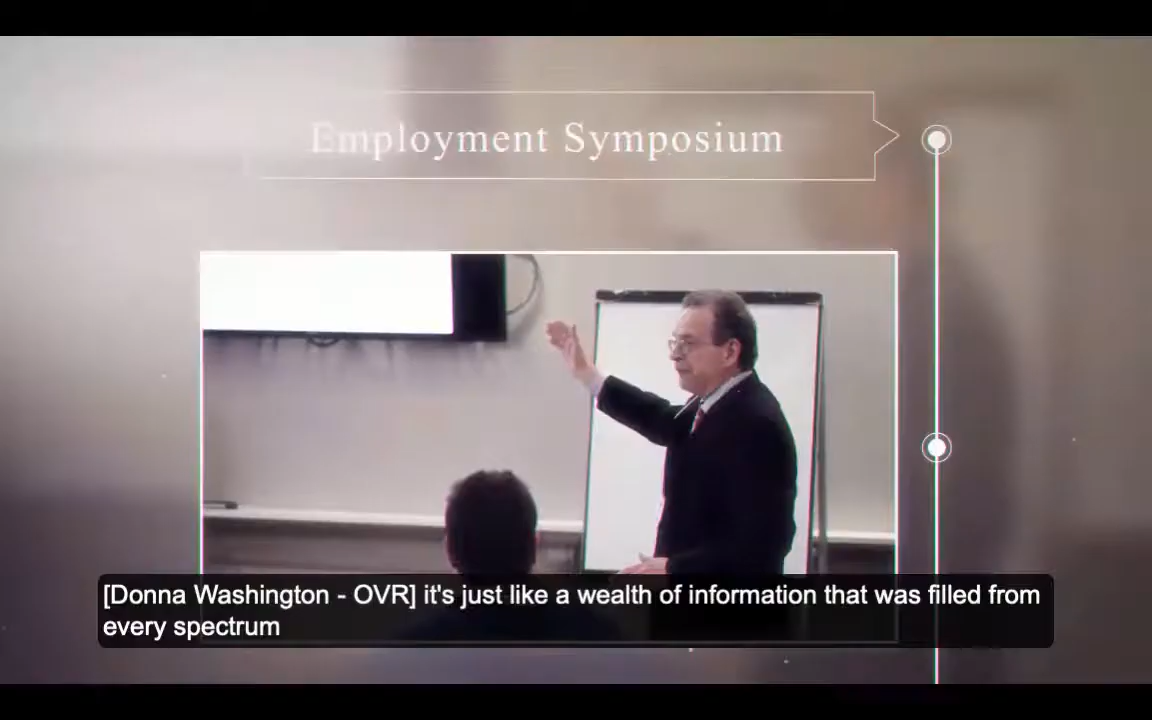 Employment Symposium
[Donna Washington - OVR] it's just like a wealth of information that was filled from
every spectrum